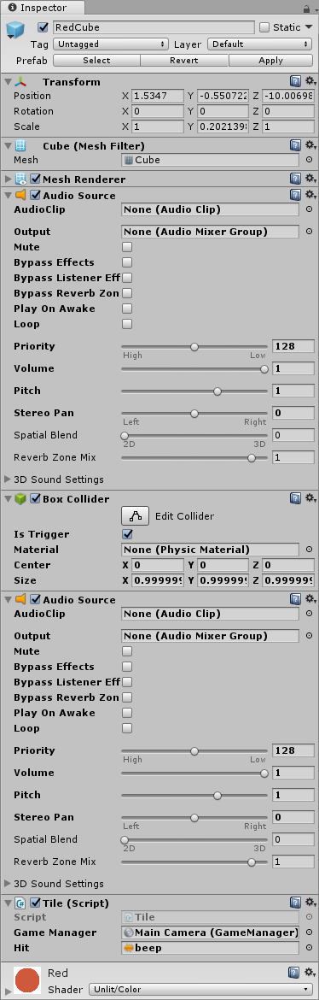 Inspector
RedCube Static
Tag Untagged Layer Default
Prefab Select Revert Apply
Transform
Position X 1.5347 Y -0.550722 Z -10.00698
Rotation X 0 Y 0 Z 0
Scale X 1 Y 0.2021398 Z 1
Cube (Mesh Filter)
Mesh Cube
Mesh Renderer
Audio Source
AudioClip None (Audio Clip)
Output None (Audio Mixer Group)
Mute
Bypass Effects
Bypass Listener Eff
Bypass Reverb Zon
Play On Awake
Loop
Priority 128
High Low
Volume 1
Pitch 1
Stereo Pan 0
Left Right
Spatial Blend 0
2D 3D
Reverb Zone Mix 1
3D Sound Settings
Box Collider
Edit Collider
Is Trigger
Material None (Physic Material)
Center X 0 Y 0 Z 0
Size X 0.999999 Y 0.999999 Z 0.999999
Audio Source
AudioClip None (Audio Clip)
Output None (Audio Mixer Group)
Mute
Bypass Effects
Bypass Listener Eff
Bypass Reverb Zon
Play On Awake
Loop
Priority 128
High Low
Volume 1
Pitch 1
Stereo Pan 0
Left Right
Spatial Blend 0
2D 3D
Reverb Zone Mix 1
3D Sound Settings
Tile (Script)
Script Tile
Game Manager Main Camera (GameManager)
Hit beep
Red
Shader Unlit/Color